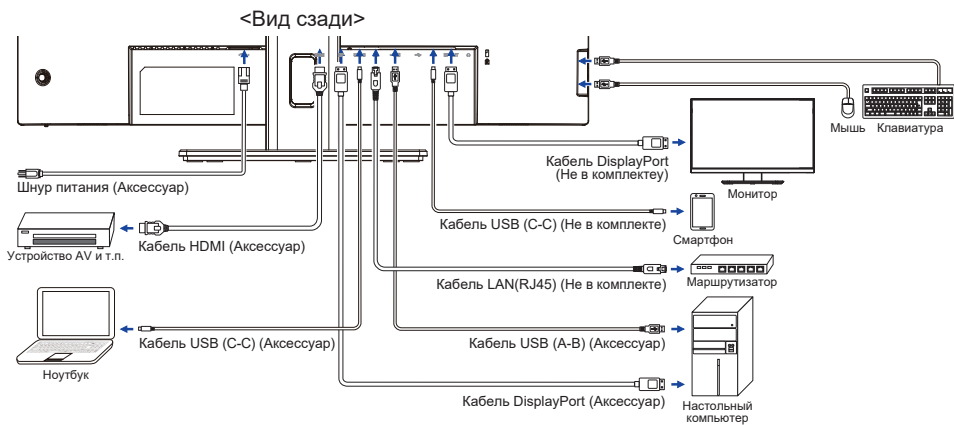 <Вид сзади>
Мышь
Клавиатура
Кабель DisplayPort
(Не в комплектеу)
Монитор
Шнур питания (Аксессуар)
Кабель USB (C-C) (Не в комплекте)
Смартфон
Кабель HDMI (Аксессуар)
Устройство AV и т.п.
Кабель LAN(RJ45) (Не в комплекте)
Маршрутизатор
Кабель USB (C-C) (Аксессуар)
Кабель USB (A-B) (Аксессуар)
Ноутбук
Кабель DisplayPort (Аксессуар)
Настольный
компьютер